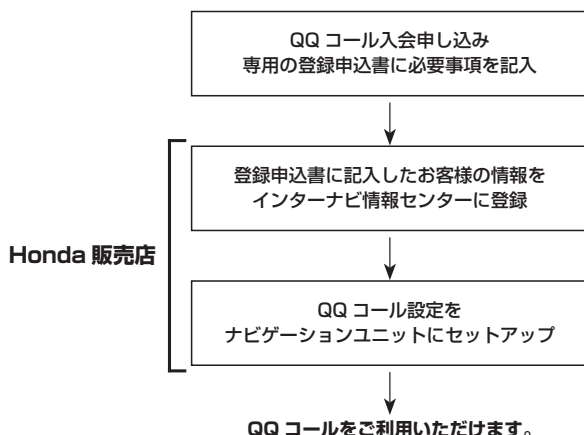 QQ コール入会申し込み
専用の登録申込書に必要事項を記入
登録申込書に記入したお客様の情報を
インターナビ情報センターに登録
Honda 販売店
QQ コール設定を
ナビゲーションユニットにセットアップ
QQ コールをご利用いただけます。